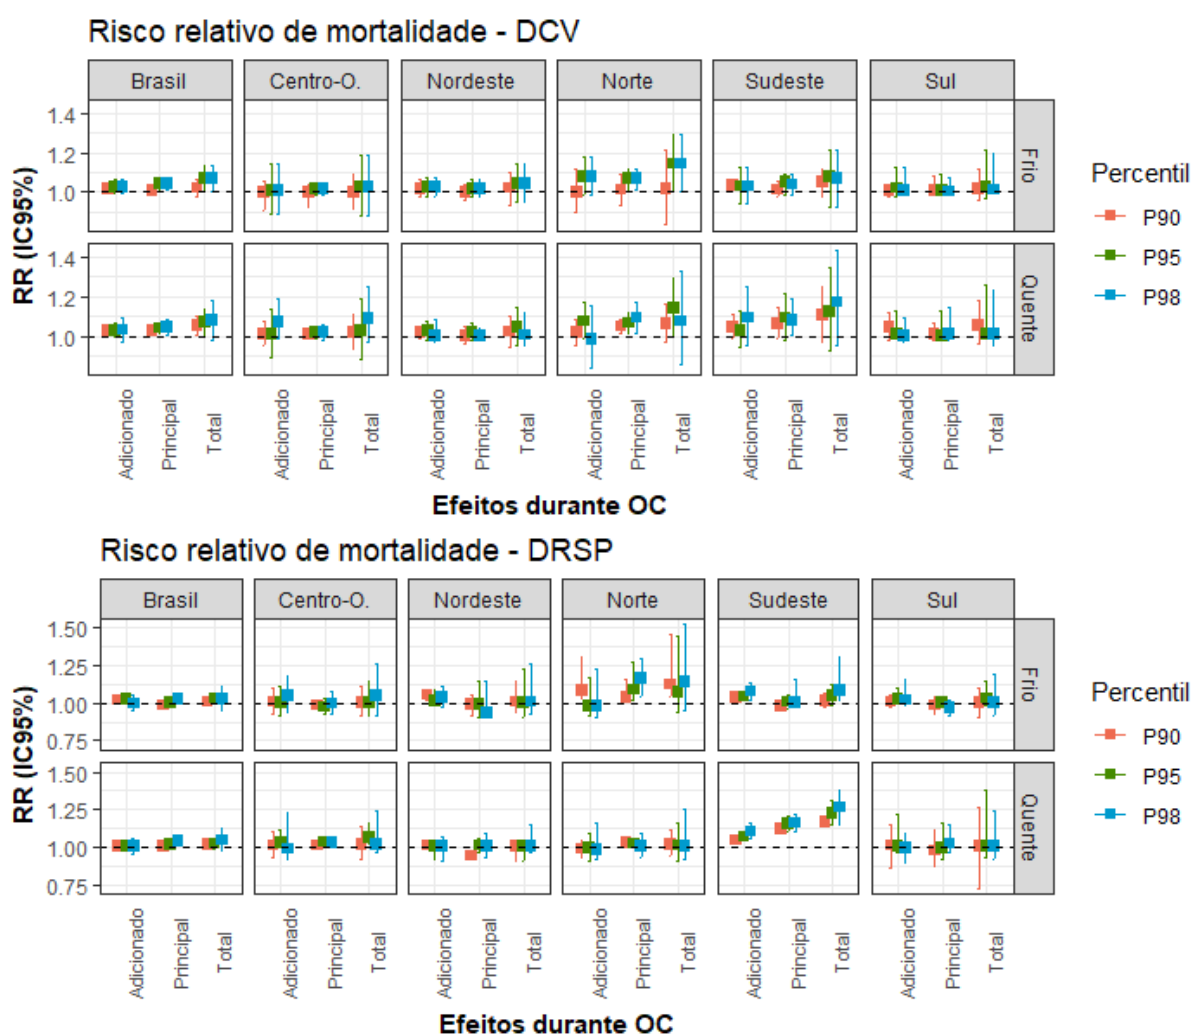 Risco relativo de mortalidade - DCV
Brasil Centro-O. Nordeste Norte Sudeste Sul
1.4
1.2
1.0
Frio
1.4
1.2
1.0
Quente
RR (IC95%)
Adicionado Principal Total Adicionado Principal Total Adicionado Principal Total Adicionado Principal Total Adicionado Principal Total Adicionado Principal Total
Efeitos durante OC
Percentil
P90
P95
P98
Risco relativo de mortalidade - DRSP
Brasil Centro-O. Nordeste Norte Sudeste Sul
1.50
1.25
1.00
0.75
Frio
1.50
1.25
1.00
0.75
Quente
RR (IC95%)
Adicionado Principal Total Adicionado Principal Total Adicionado Principal Total Adicionado Principal Total Adicionado Principal Total Adicionado Principal Total
Efeitos durante OC
Percentil
P90
P95
P98